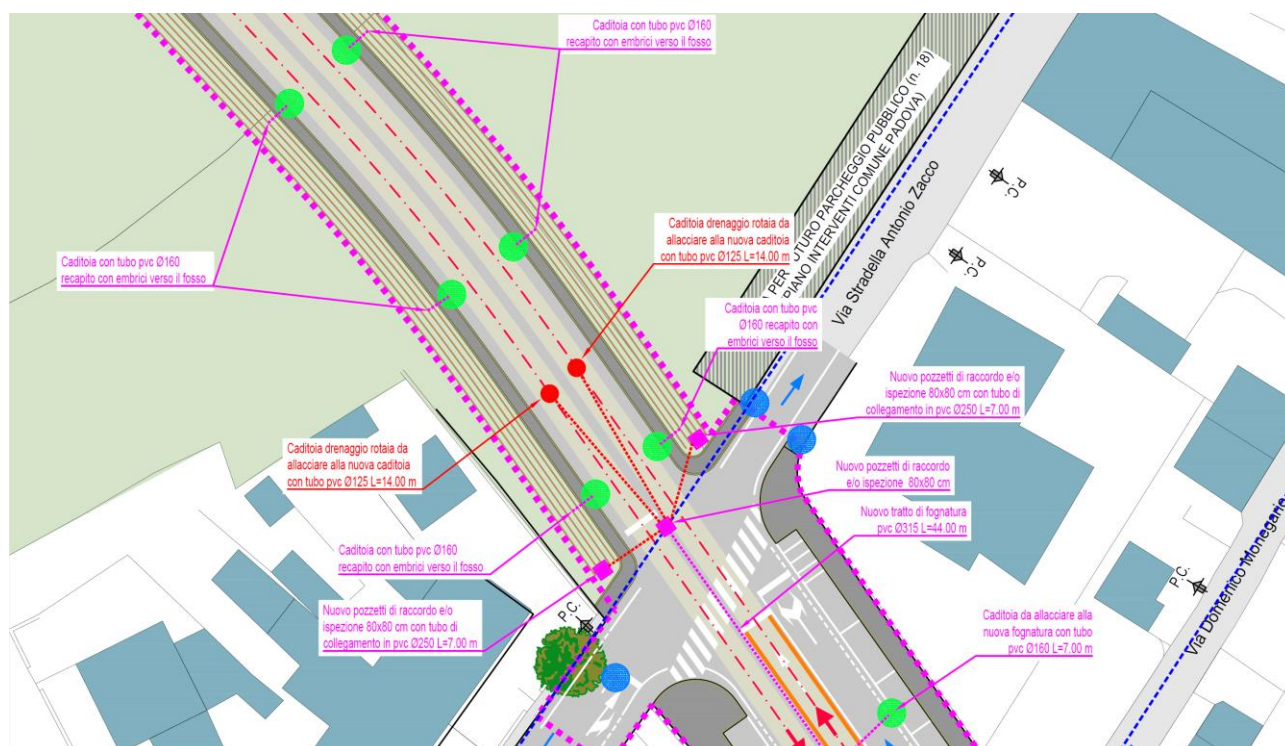 Caditoia con tubo pvc Ø160
recapito con embrici verso il fosso
PER FUTURO PARCHEGGIO PUBBLICO (n. 18)
PIANO INTERVENTI COMUNE PADOVA)
Via Stradella Antonio Zacco
P.C.
P.C.
Caditoia drenaggio rotaia da
allacciare alla nuova caditoia
con tubo pvc Ø125 L=14.00 m
Caditoia con tubo pvc Ø160
recapito con embrici verso il fosso
Caditoia con tubo pvc
Ø160 recapito con
embrici verso il fosso
Nuovo pozzetti di raccordo e/o
ispezione 80x80 cm con tubo di
collegamento in pvc Ø250 L=7.00 m
Caditoia drenaggio rotaia da
allacciare alla nuova caditoia
con tubo pvc Ø125 L=14.00 m
Nuovo pozzetti di raccordo
e/o ispezione 80x80 cm
Nuovo tratto di fognatura
pvc Ø315 L=44.00 m
Caditoia con tubo pvc Ø160
recapito con embrici verso il fosso
P.C.
Via Domenico Monegario
Nuovo pozzetti di raccordo e/o
ispezione 80x80 cm con tubo di
collegamento in pvc Ø250 L=7.00 m
P.C.
Caditoia da allacciare alla
nuova fognatura con tubo
pvc Ø160 L=7.00 m